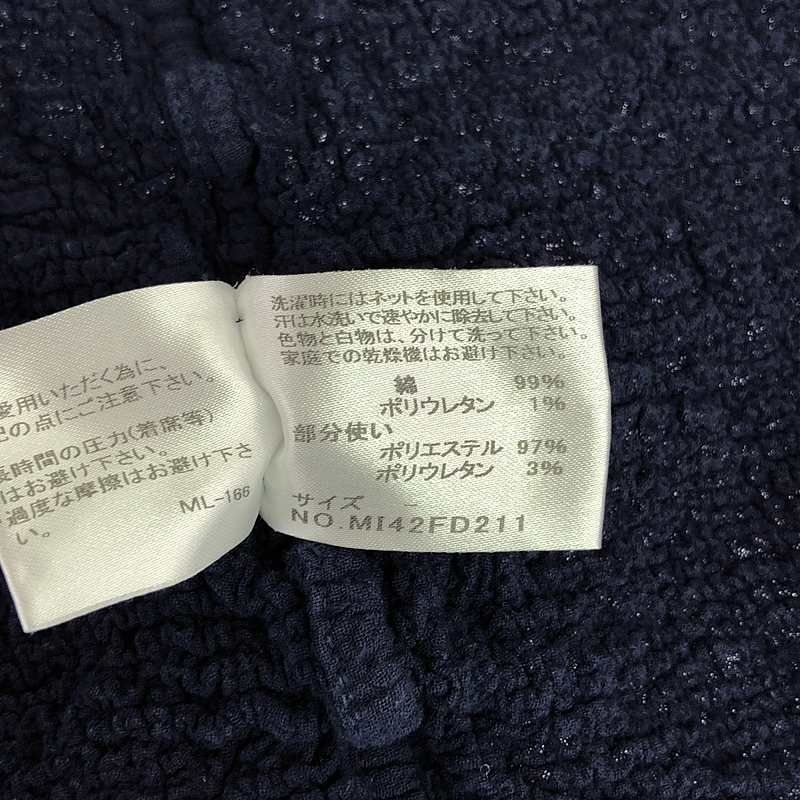 愛用いただく為に、
記の点にご注意下さい。
長時間の圧力(着席等)
はお避け下さい。
過度な摩擦はお避け下さ
い。
ML-166
洗濯時にはネットを使用して下さい。
汗は水洗いで速やかに除去して下さい。
色物と白物は、分けて洗って下さい。
家庭での乾燥機はお避け下さい。
綿 99%
ポリウレタン 1%
部分使い
ポリエステル 97%
ポリウレタン 3%
サイズ －
NO.MI42FD211